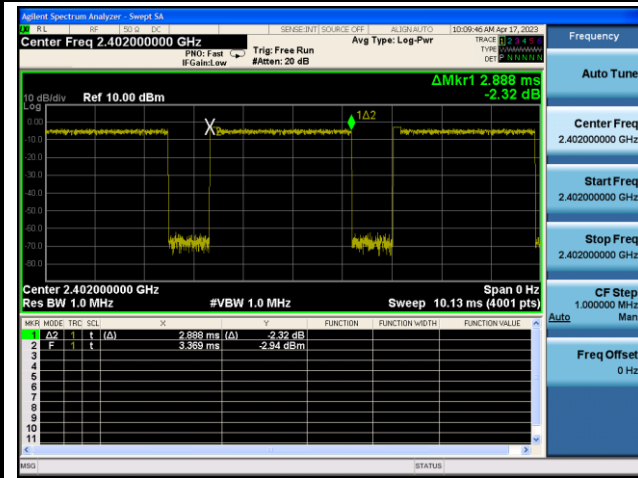 Agilent Spectrum Analyzer - Swept SA
RL RF 50 Ω DC SENSE:INT SOURCE OFF ALIGN AUTO 10:09:46 AM Apr 17, 2023
Center Freq 2.402000000 GHz
PNO: Fast
IFGain:Low
Trig: Free Run
#Atten: 20 dB
Avg Type: Log-Pwr
TRACE 1 2 3 4 5 6
TYPE
DET P N N N N N
ΔMkr1 2.888 ms
-2.32 dB
10 dB/div Ref 10.00 dBm
Log
0.00
-10.0
-20.0
-30.0
-40.0
-50.0
-60.0
-70.0
-80.0
X2
1Δ2
Center 2.402000000 GHz Span 0 Hz
Res BW 1.0 MHz #VBW 1.0 MHz Sweep 10.13 ms (4001 pts)
MKR MODE TRC SCL X Y FUNCTION FUNCTION WIDTH FUNCTION VALUE
1 Δ2 1 t (Δ) 2.888 ms (Δ) -2.32 dB
2 F 1 t 3.369 ms -2.94 dBm
3
4
5
6
7
8
9
10
11
MSG STATUS
Frequency
Auto Tune
Center Freq
2.402000000 GHz
Start Freq
2.402000000 GHz
Stop Freq
2.402000000 GHz
CF Step
1.000000 MHz
Auto Man
Freq Offset
0 Hz